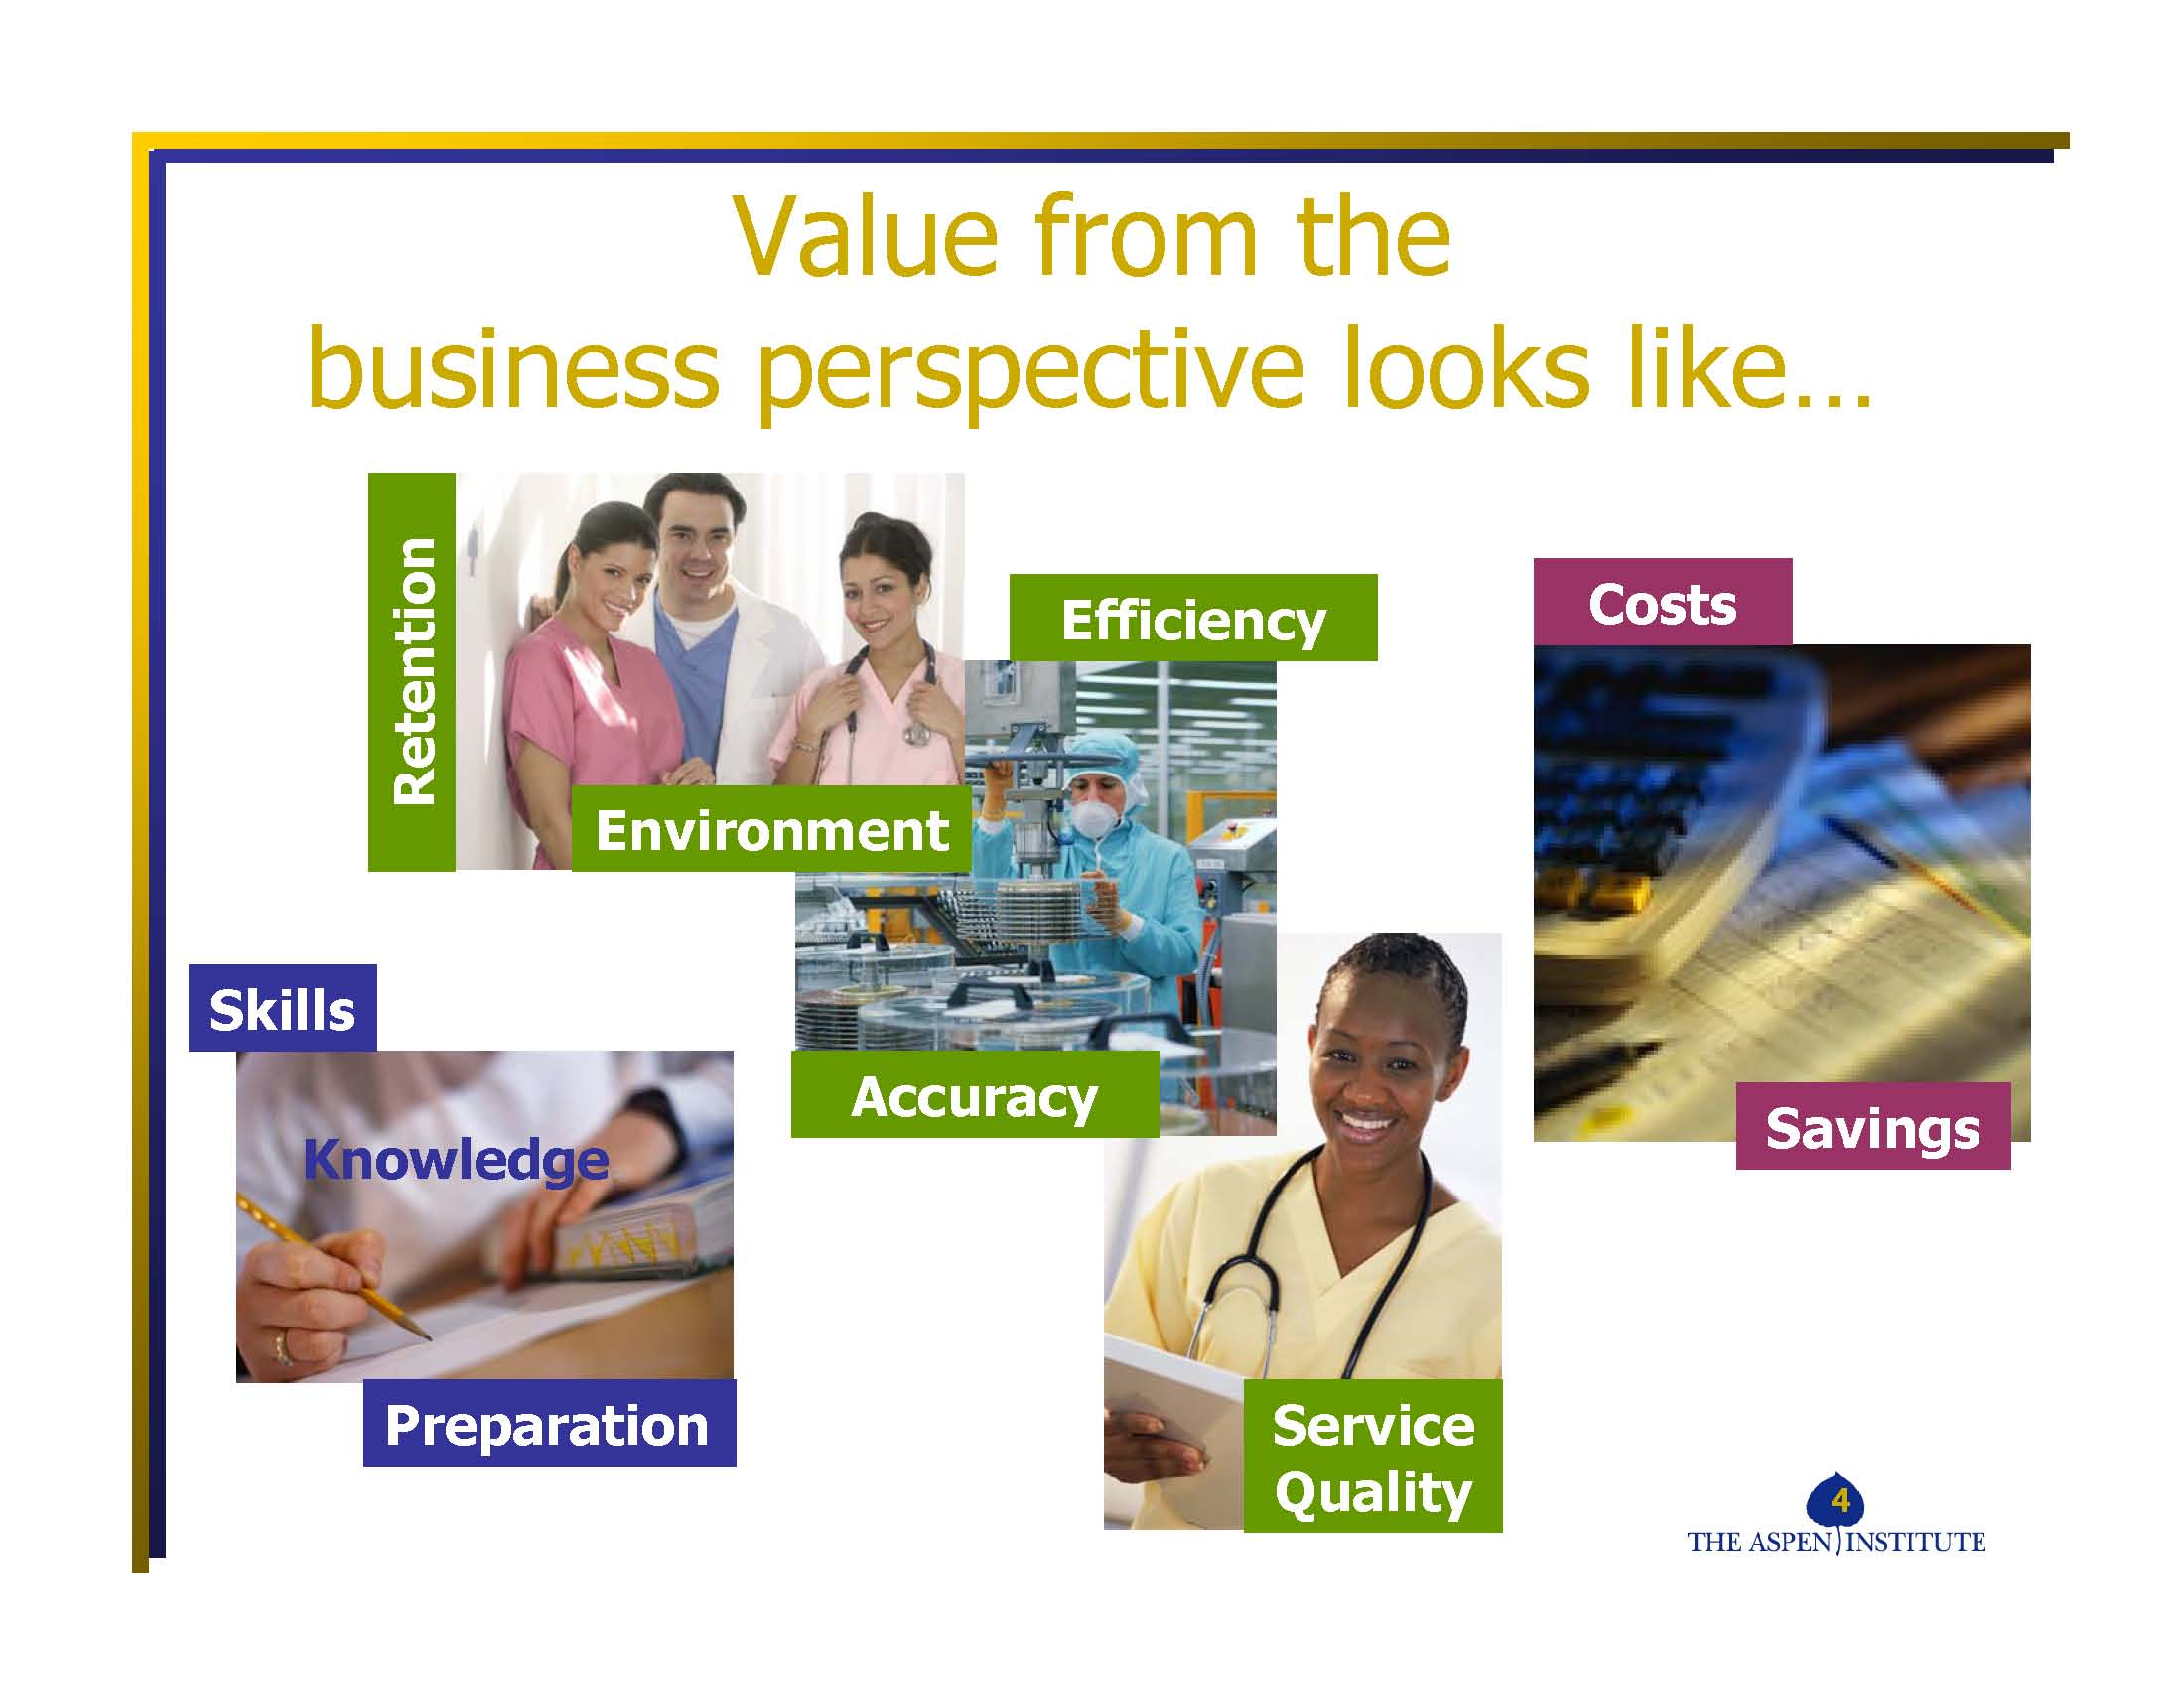 Value from the
business perspective looks like...
Retention
Environment
Efficiency
Costs
Skills
Knowledge
Accuracy
Savings
Preparation
Service
Quality
4
THE ASPEN INSTITUTE